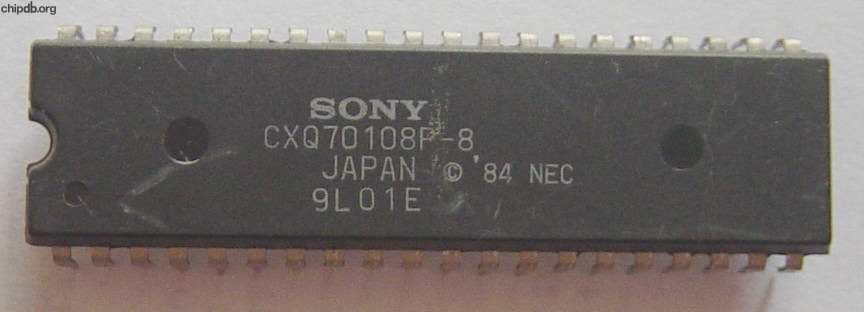 chipdb.org
SONY
CXQ70108P-8
JAPAN © '84 NEC
9L01E